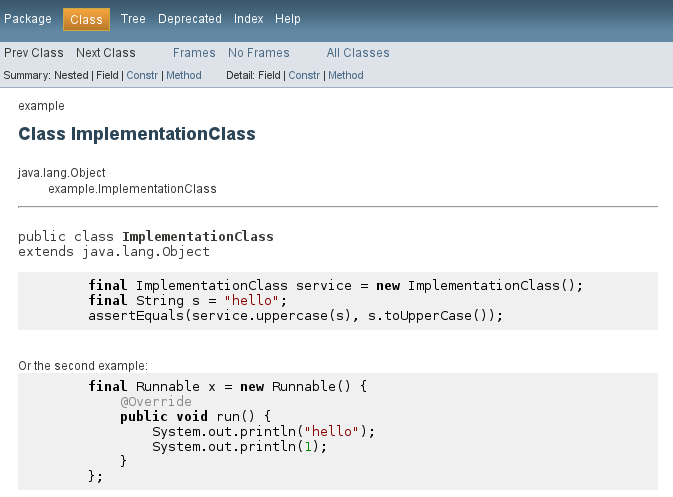 Package Class Tree Deprecated Index Help
Prev Class Next Class Frames No Frames All Classes
Summary: Nested | Field | Constr | Method Detail: Field | Constr | Method
example
Class ImplementationClass
java.lang.Object
example.ImplementationClass
public class ImplementationClass
extends java.lang.Object
final ImplementationClass service = new ImplementationClass();
final String s = "hello";
assertEquals(service.uppercase(s), s.toUpperCase());
Or the second example:
final Runnable x = new Runnable() {
@Override
public void run() {
System.out.println("hello");
System.out.println(1);
}
};